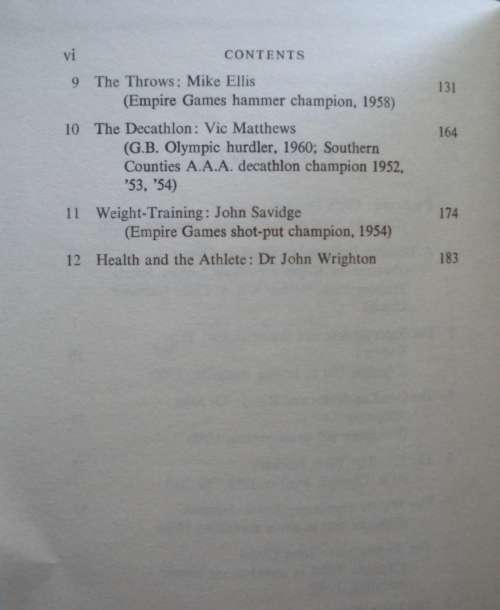 vi CONTENTS
9 The Throws: Mike Ellis 131
(Empire Games hammer champion, 1958)
10 The Decathlon: Vic Matthews 164
(G.B. Olympic hurdler, 1960; Southern
Counties A.A.A. decathlon champion 1952,
'53, '54)
11 Weight-Training: John Savidge 174
(Empire Games shot-put champion, 1954)
12 Health and the Athlete: Dr John Wrighton 183